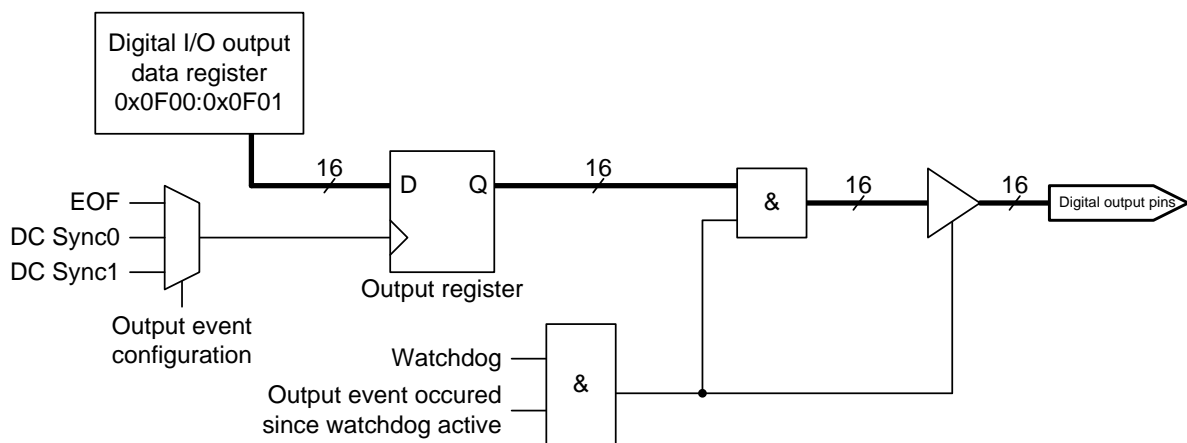 Digital I/O output
data register
0x0F00:0x0F01
16
16
D
Q
EOF
DC Sync0
DC Sync1
Output register
Output event
configuration
&
16
16
Digital output pins
Watchdog
Output event occured
since watchdog active
&